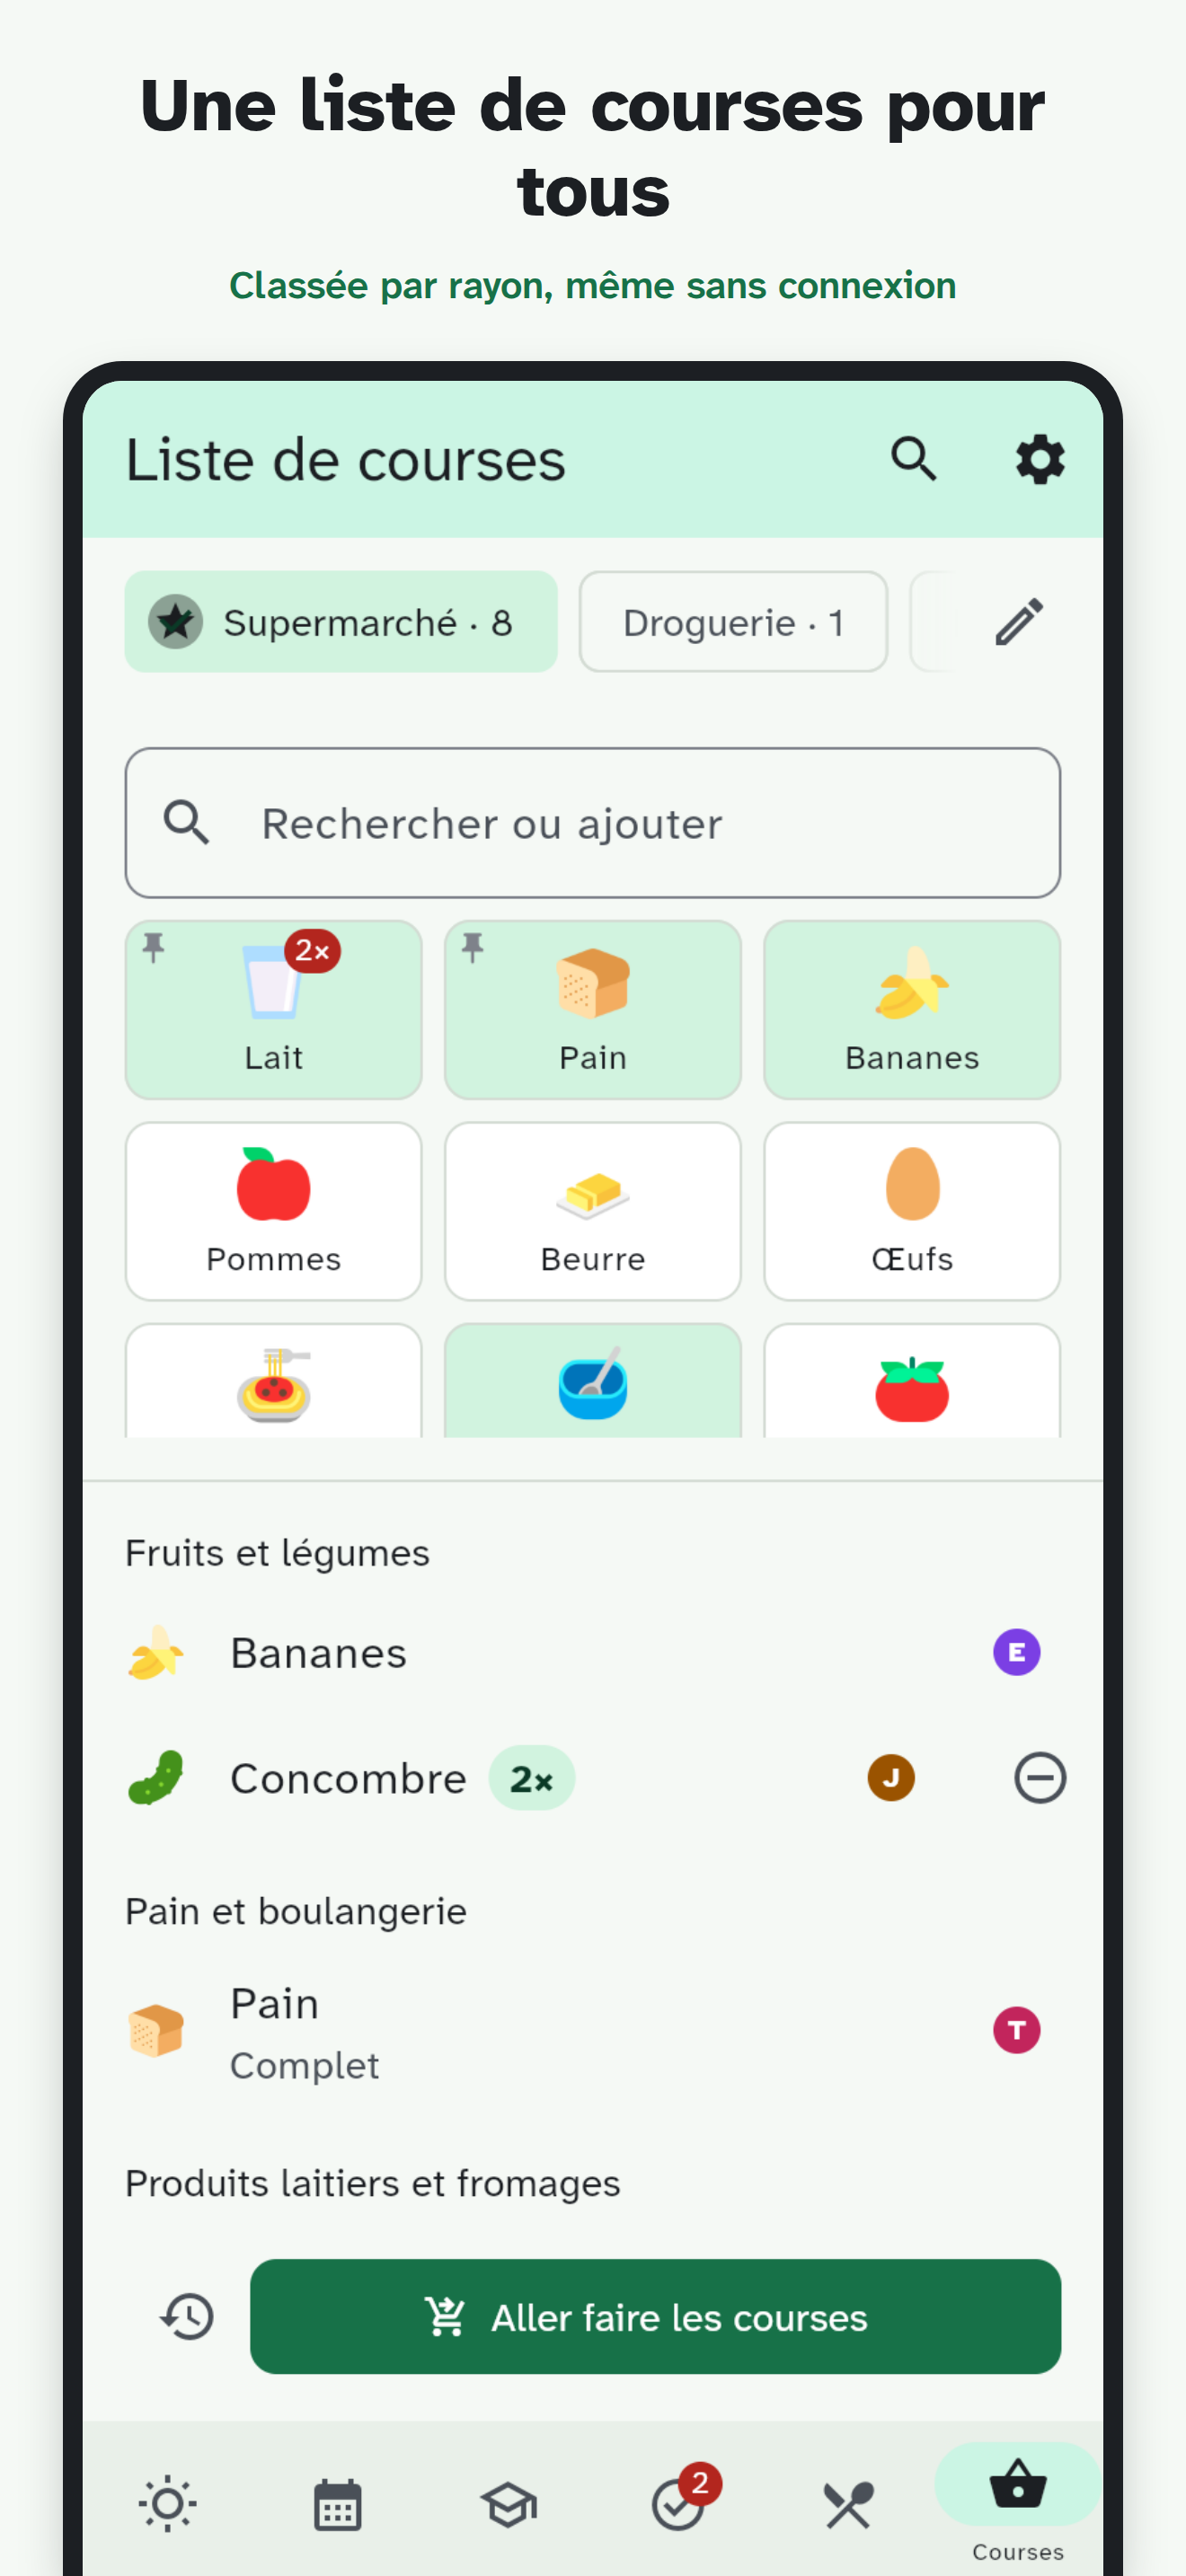 Une liste de courses pour
tous
Classée par rayon, même sans connexion
Liste de courses
Supermarché · 8
Droguerie · 1
Rechercher ou ajouter
2×
Lait
Pain
Bananes
Pommes
Beurre
Œufs
Fruits et légumes
Bananes
E
Concombre 2×
J
Pain et boulangerie
Pain
Complet
T
Produits laitiers et fromages
Aller faire les courses
2
Courses